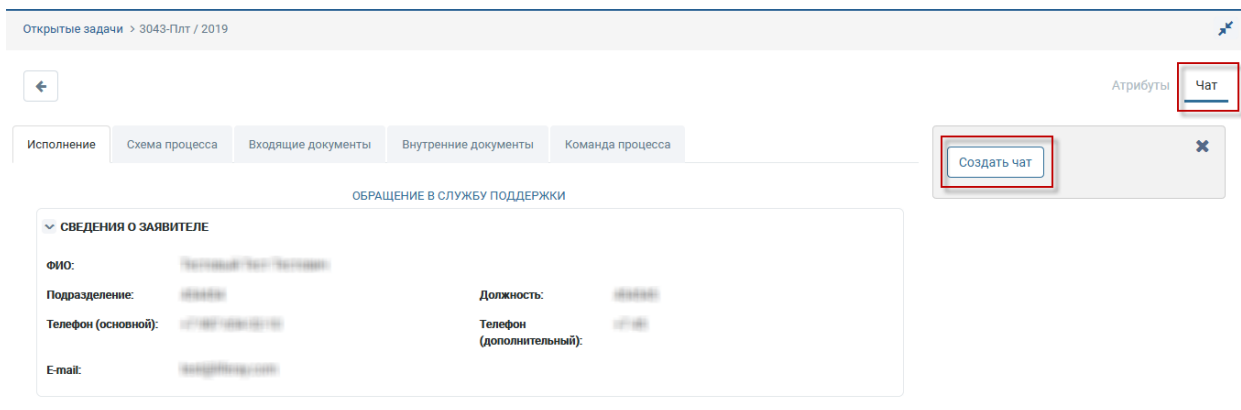 Открытые задачи > 3043-Плт / 2019
Атрибуты Чат
Исполнение Схема процесса Входящие документы Внутренние документы Команда процесса
Создать чат
ОБРАЩЕНИЕ В СЛУЖБУ ПОДДЕРЖКИ
СВЕДЕНИЯ О ЗАЯВИТЕЛЕ
ФИО:
Подразделение: Должность:
Телефон (основной): Телефон
(дополнительный):
E-mail: